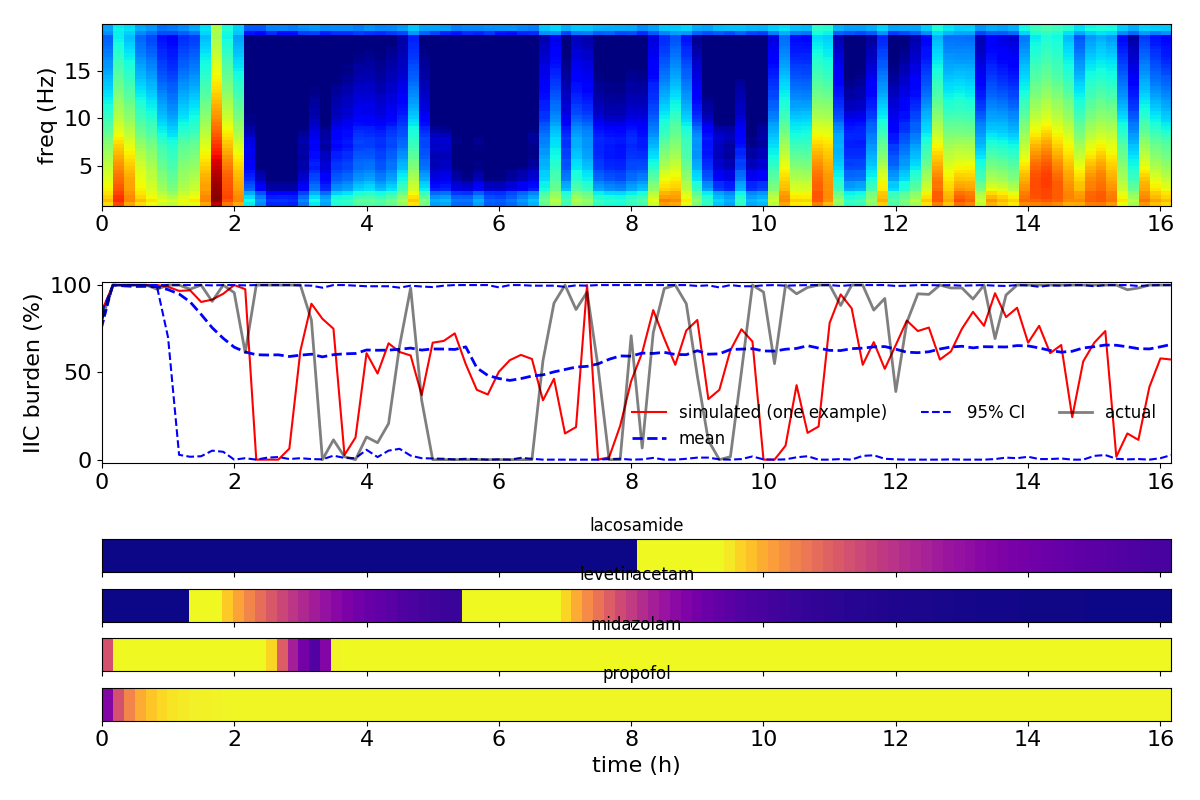 15
10
5
freq (Hz)
0 2 4 6 8 10 12 14 16
100
50
0
IIC burden (%)
simulated (one example) 95% CI actual
mean
0 2 4 6 8 10 12 14 16
lacosamide
levetiracetam
midazolam
propofol
0 2 4 6 8 10 12 14 16
time (h)